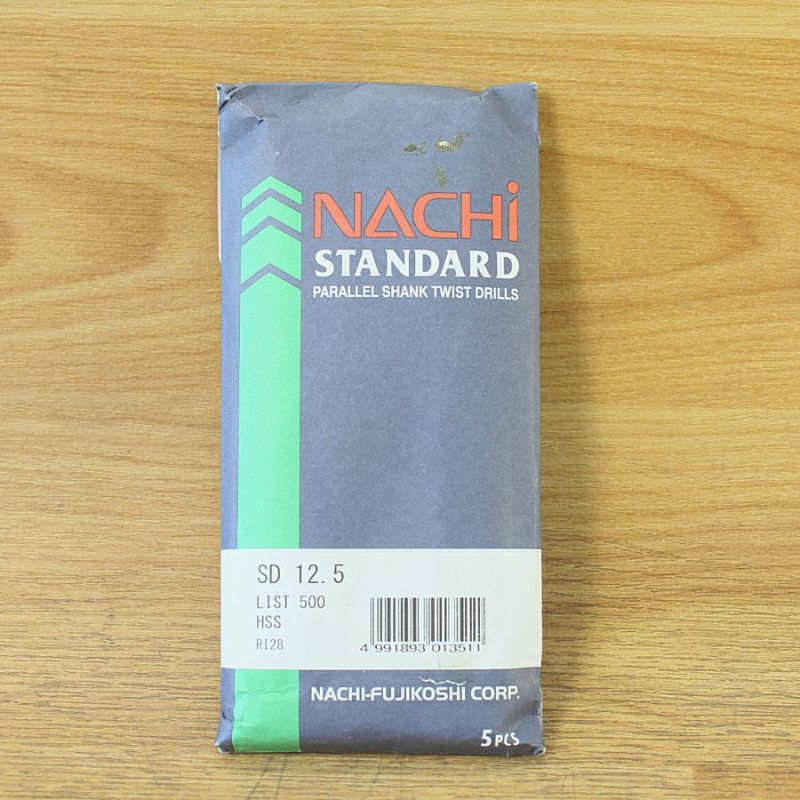 NACHi
STANDARD
PARALLEL SHANK TWIST DRILLS
SD 12.5
LIST 500
HSS
RI28.
4 991893 013511
NACHI-FUJIKOSHI CORP.
5 PCS